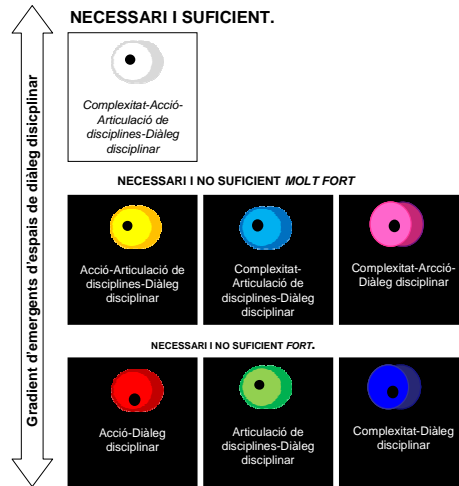 NECESSARI I SUFICIENT.
Gradient d'emergents d'espais de diàleg disicplinar
Complexitat-Acció-
Articulació de
disciplines-Diàleg
disciplinar
NECESSARI I NO SUFICIENT MOLT FORT
Acció-Articulació de
disciplines-Diàleg
disciplinar
Complexitat-
Articulació de
disciplines-Diàleg
disciplinar
Complexitat-Arcció-
Diàleg disciplinar
NECESSARI I NO SUFICIENT FORT.
Acció-Diàleg
disciplinar
Articulació de
disciplines-Diàleg
disciplinar
Complexitat-Diàleg
disciplinar